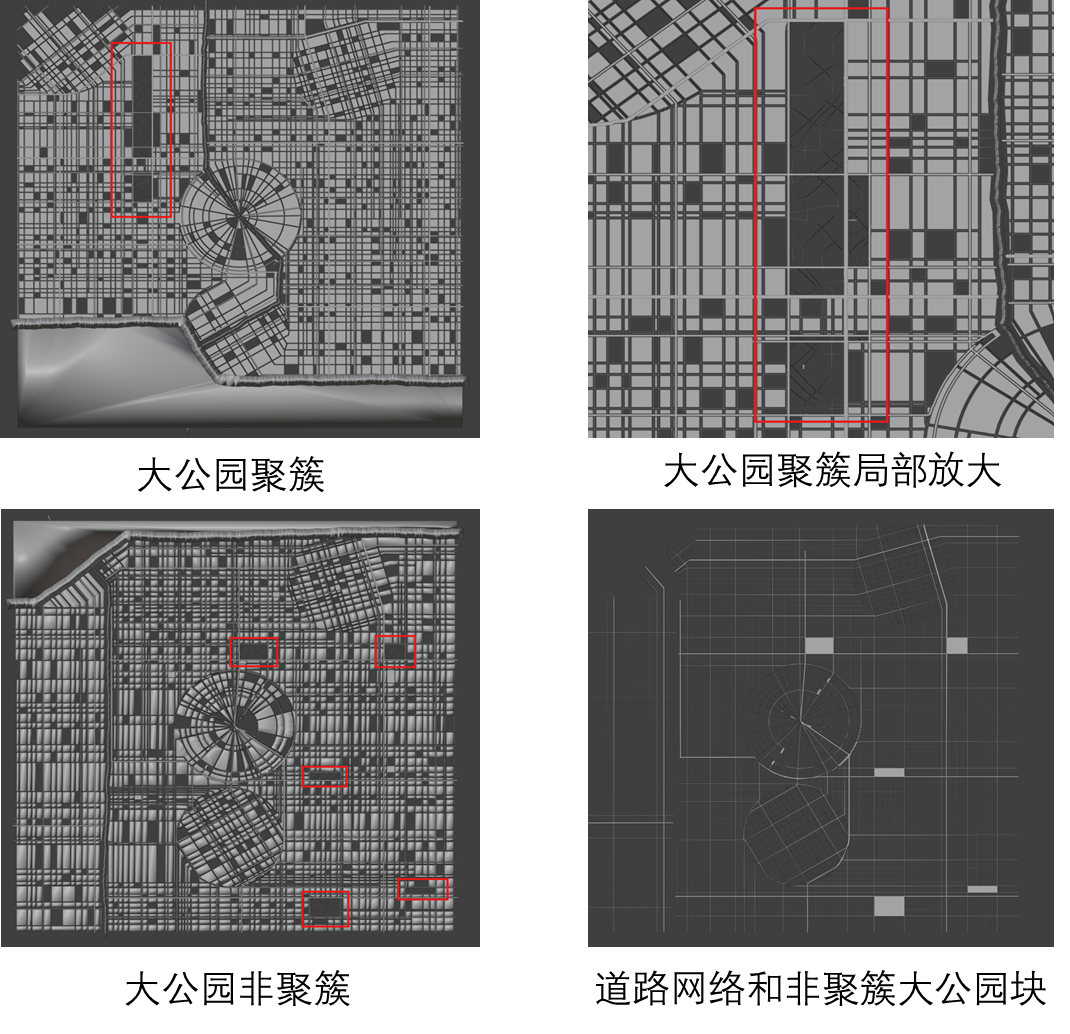 大公园聚簇
大公园聚簇局部放大
大公园非聚簇
道路网络和非聚簇大公园块